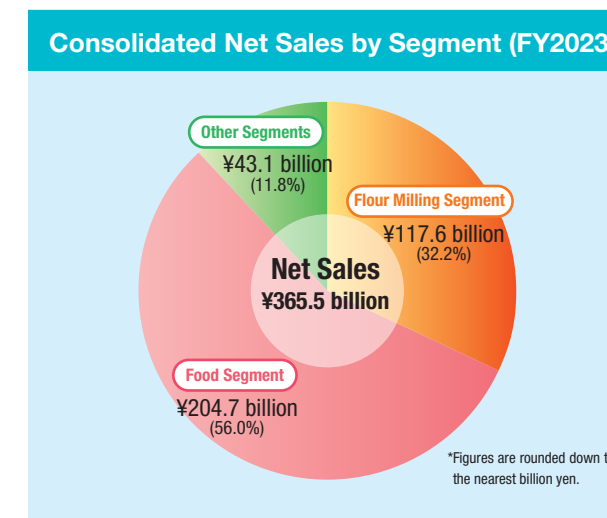 Consolidated Net Sales by Segment (FY2023
Other Segments
¥43.1 billion
(11.8%)
Flour Milling Segment
¥117.6 billion
(32.2%)
Net Sales
¥365.5 billion
Food Segment
¥204.7 billion
(56.0%)
*Figures are rounded down t
the nearest billion yen.